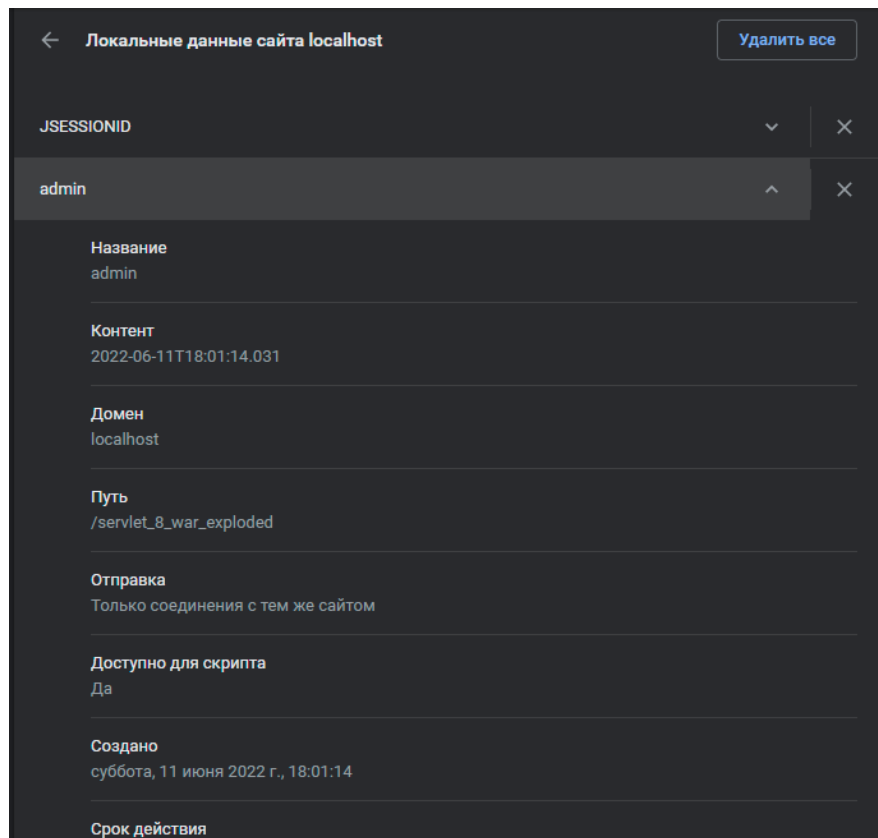 Локальные данные сайта localhost
Удалить все
JSESSIONID
admin
Название
admin
Контент
2022-06-11T18:01:14.031
Домен
localhost
Путь
/servlet_8_war_exploded
Отправка
Только соединения с тем же сайтом
Доступно для скрипта
Да
Создано
суббота, 11 июня 2022 г., 18:01:14
Срок действия